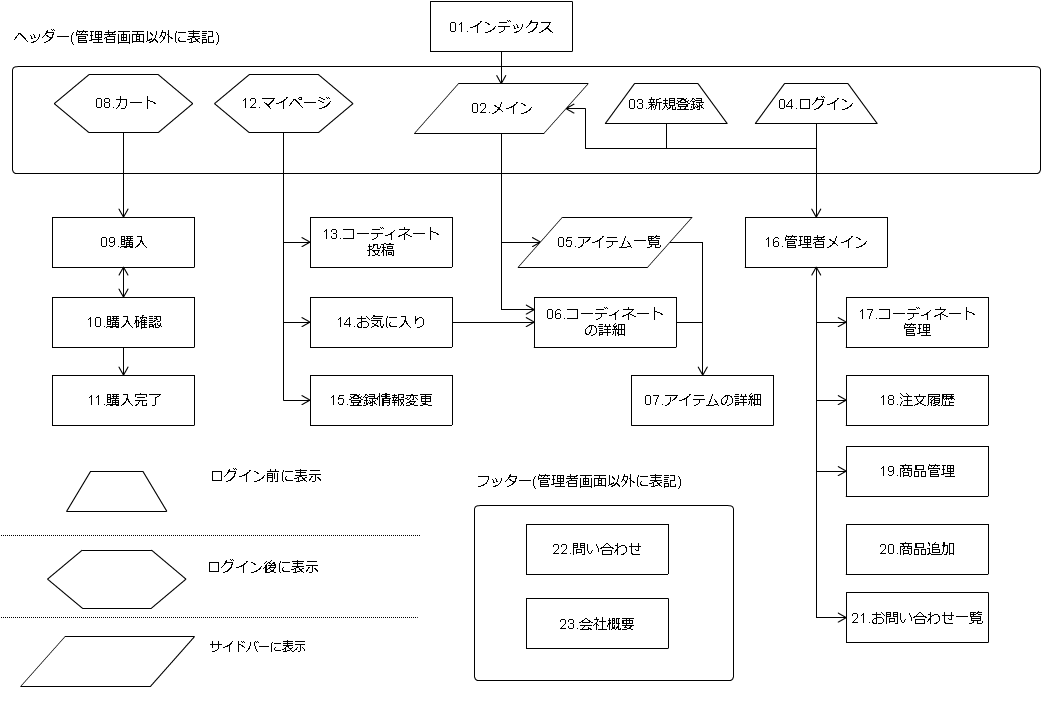 01.インデックス
ヘッダー(管理者画面以外に表記)
08.カート
12.マイページ
02.メイン
03.新規登録
04.ログイン
09.購入
13.コーディネート
投稿
05.アイテム一覧
16.管理者メイン
10.購入確認
14.お気に入り
06.コーディネート
の詳細
17.コーディネート
管理
11.購入完了
15.登録情報変更
07.アイテムの詳細
18.注文履歴
19.商品管理
20.商品追加
21.お問い合わせ一覧
ログイン前に表示
ログイン後に表示
サイドバーに表示
フッター(管理者画面以外に表記)
22.問い合わせ
23.会社概要